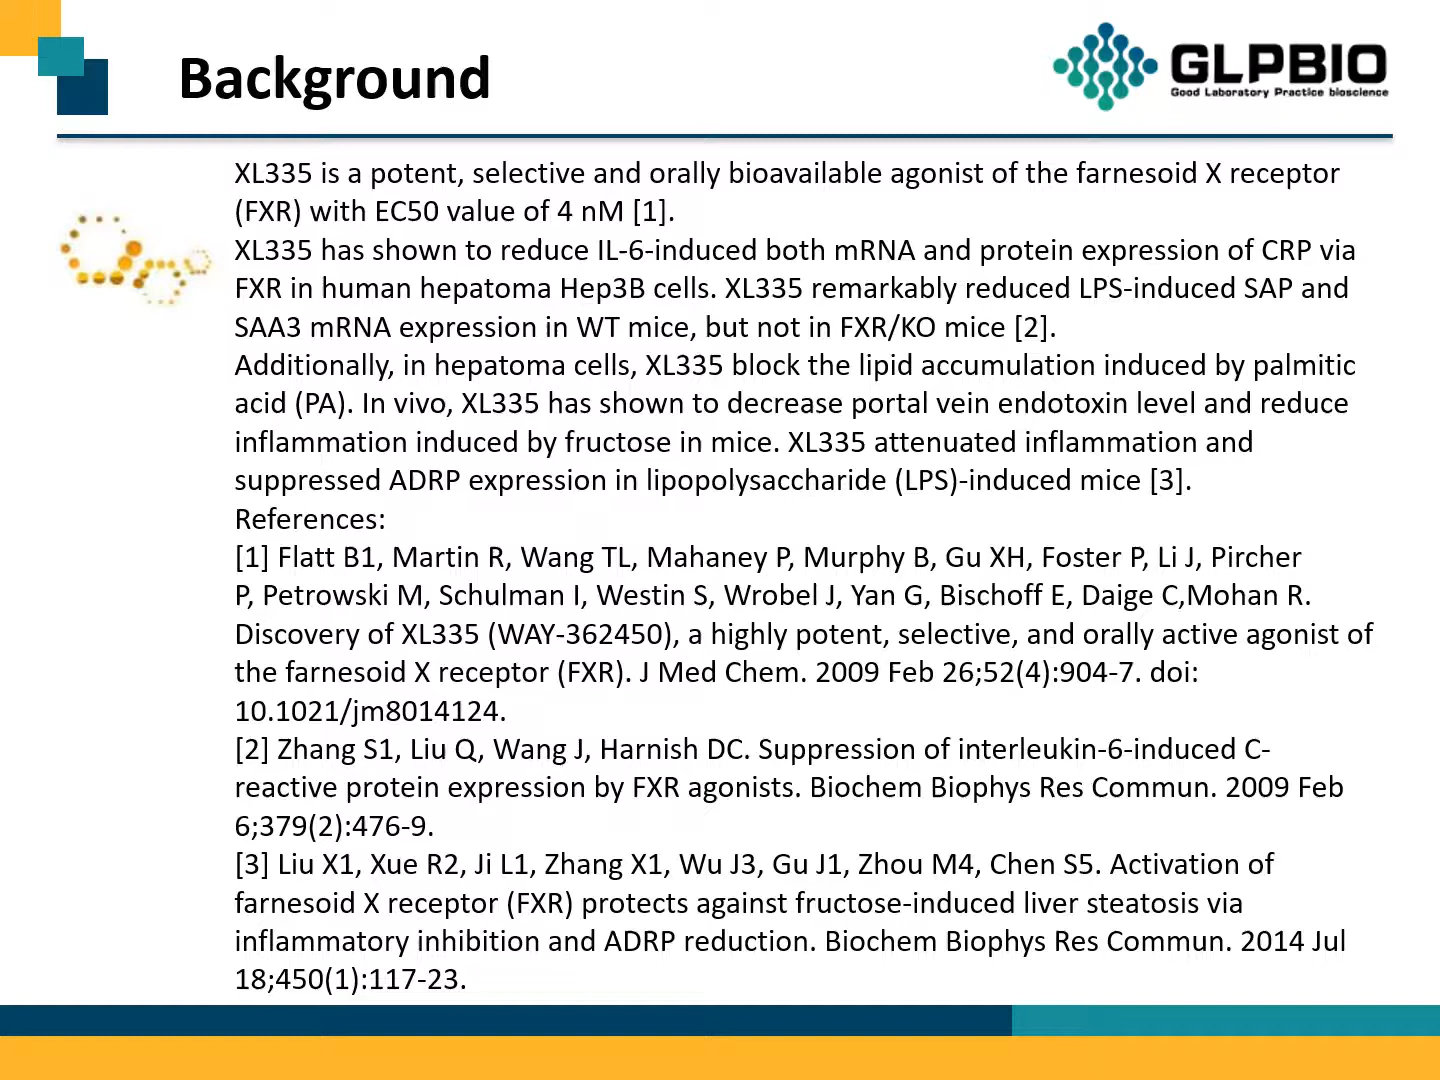 Background
GLPBIO
Good Laboratory Practice bioscience
XL335 is a potent, selective and orally bioavailable agonist of the farnesoid X receptor
(FXR) with EC50 value of 4 nM [1].
XL335 has shown to reduce IL-6-induced both mRNA and protein expression of CRP via
FXR in human hepatoma Hep3B cells. XL335 remarkably reduced LPS-induced SAP and
SAA3 mRNA expression in WT mice, but not in FXR/KO mice [2].
Additionally, in hepatoma cells, XL335 block the lipid accumulation induced by palmitic
acid (PA). In vivo, XL335 has shown to decrease portal vein endotoxin level and reduce
inflammation induced by fructose in mice. XL335 attenuated inflammation and
suppressed ADRP expression in lipopolysaccharide (LPS)-induced mice [3].
References:
[1] Flatt B1, Martin R, Wang TL, Mahaney P, Murphy B, Gu XH, Foster P, Li J, Pircher
P, Petrowski M, Schulman I, Westin S, Wrobel J, Yan G, Bischoff E, Daige C,Mohan R.
Discovery of XL335 (WAY-362450), a highly potent, selective, and orally active agonist of
the farnesoid X receptor (FXR). J Med Chem. 2009 Feb 26;52(4):904-7. doi:
10.1021/jm8014124.
[2] Zhang S1, Liu Q, Wang J, Harnish DC. Suppression of interleukin-6-induced C-
reactive protein expression by FXR agonists. Biochem Biophys Res Commun. 2009 Feb
6;379(2):476-9.
[3] Liu X1, Xue R2, Ji L1, Zhang X1, Wu J3, Gu J1, Zhou M4, Chen S5. Activation of
farnesoid X receptor (FXR) protects against fructose-induced liver steatosis via
inflammatory inhibition and ADRP reduction. Biochem Biophys Res Commun. 2014 Jul
18;450(1):117-23.